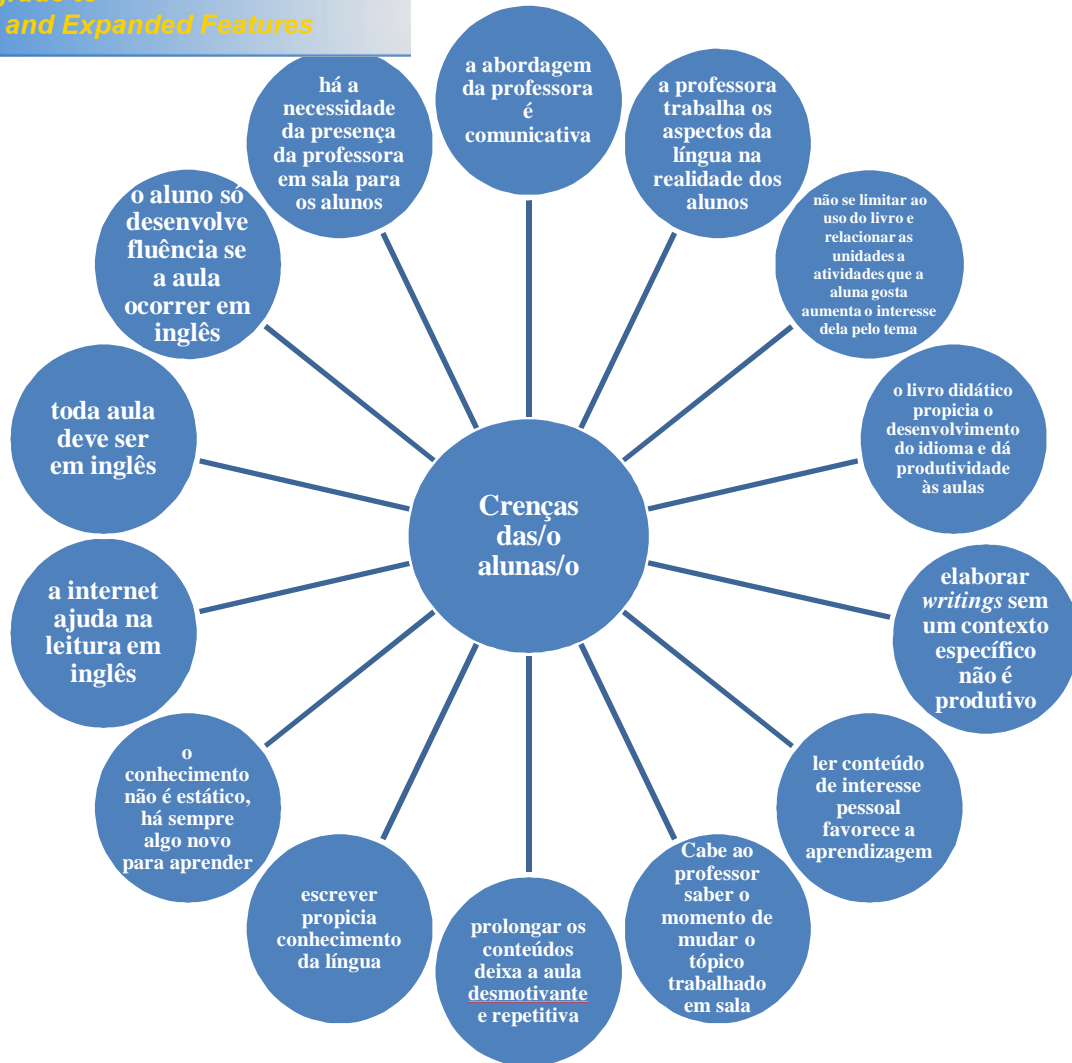 and Expanded Features
a abordagem
da professora
é
comunicativa
a professora
trabalha os
aspectos da
língua na
realidade dos
alunos
não se limitar ao
uso do livro e
relacionar as
unidades a
atividades que a
aluna gosta
aumenta o interesse
dela pelo tema
o livro didático
propicia o
desenvolvimento
do idioma e dá
produtividade
às aulas
elaborar
writings sem
um contexto
específico
não é
produtivo
ler conteúdo
de interesse
pessoal
favorece a
aprendizagem
Cabe ao
professor
saber o
momento de
mudar o
tópico
trabalhado
em sala
prolongar os
conteúdos
deixa a aula
desmotivante
e repetitiva
escrever
propicia
conhecimento
da língua
o
conhecimento
não é estático,
há sempre
algo novo
para aprender
a internet
ajuda na
leitura em
inglês
toda aula
deve ser
em inglês
o aluno só
desenvolve
fluência se
a aula
ocorrer em
inglês
há a
necessidade
da presença
da professora
em sala para
os alunos
Crenças
das/o
alunas/o